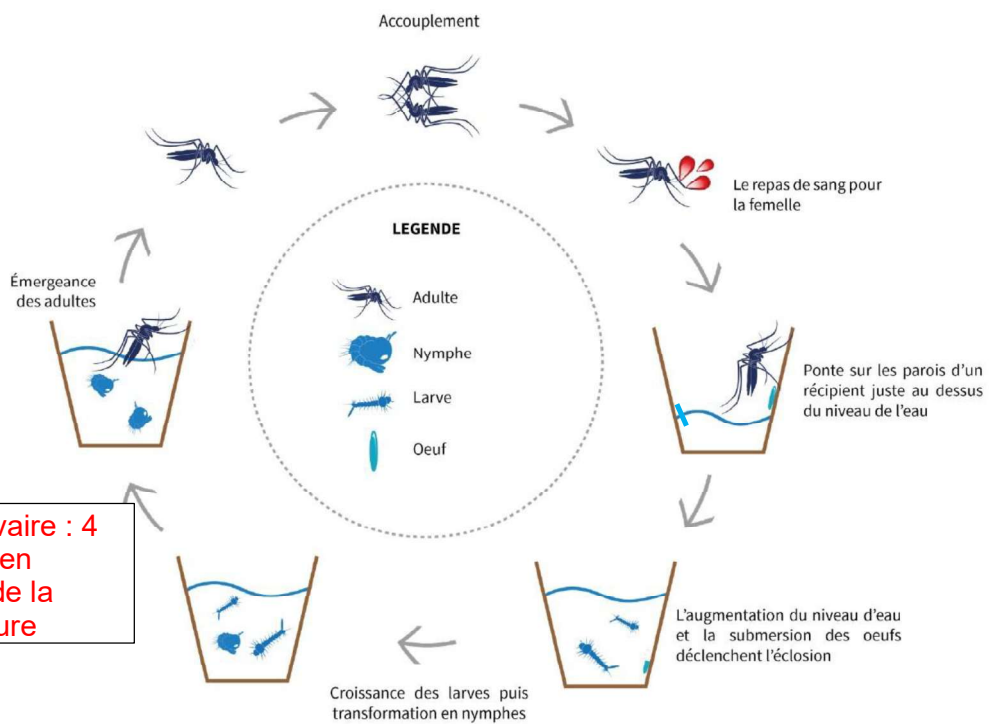 Accouplement
Le repas de sang pour
la femelle
LEGENDE
Adulte
Nymphe
Larve
Oeuf
Émergeance
des adultes
Ponte sur les parois d'un
récipient juste au dessus
du niveau de l'eau
vaire : 4
en
de la
ure
L'augmentation du niveau d'eau
et la submersion des oeufs
déclenchent l'éclosion
Croissance des larves puis
transformation en nymphes